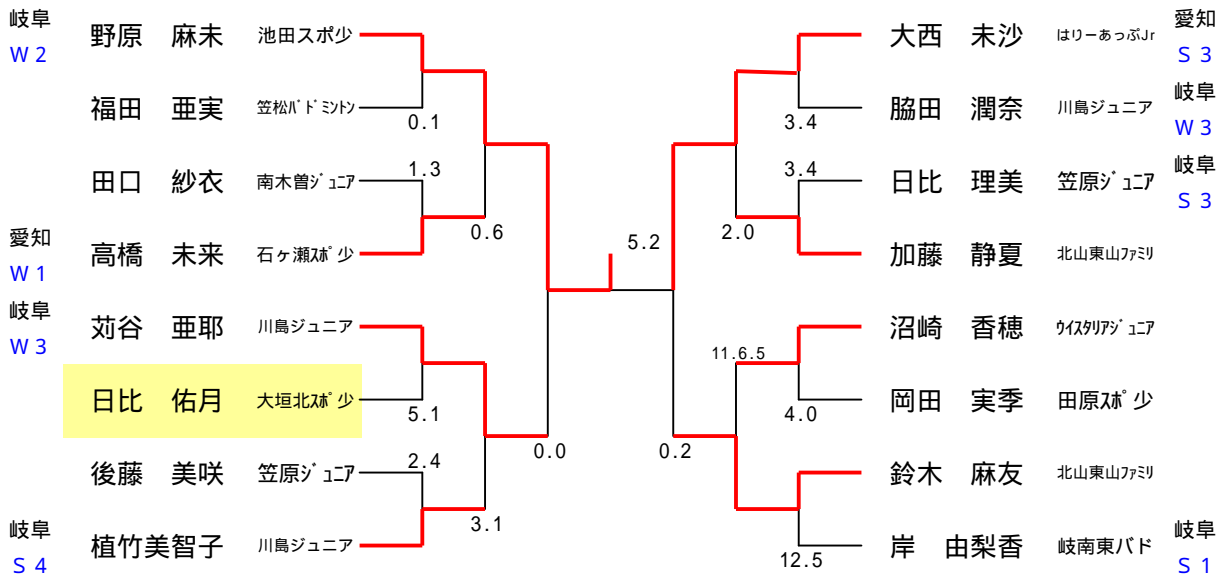 岐阜
W 2
野原 麻未 池田スポ少
福田 亜実 笠松ﾊﾞﾄﾞﾐﾝﾄﾝ
0.1
1.3
田口 紗衣 南木曽ｼﾞｭﾆｱ
0.6
愛知
W 1
高橋 未来 石ヶ瀬ｽﾎﾟ少
岐阜
W 3
苅谷 亜耶 川島ジュニア
日比 佑月 大垣北ｽﾎﾟ少
5.1
0.0
2.4
後藤 美咲 笠原ｼﾞｭﾆｱ
3.1
岐阜
S 4
植竹美智子 川島ジュニア
5.2
大西 未沙 はりーあっぷJr
愛知
S 3
脇田 潤奈 川島ジュニア
岐阜
W 3
3.4
3.4
日比 理美 笠原ｼﾞｭﾆｱ
岐阜
S 3
2.0
加藤 静夏 北山東山ﾌｧﾐﾘ
沼崎 香穂 ｳｲｽﾀﾘｱｼﾞｭﾆｱ
11.6.5
岡田 実季 田原ｽﾎﾟ少
4.0
0.2
鈴木 麻友 北山東山ﾌｧﾐﾘ
岸 由梨香 岐南東バド
12.5
岐阜
S 1